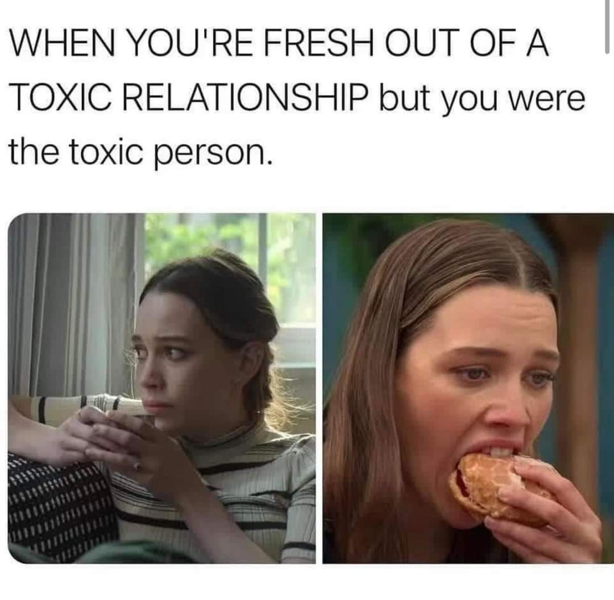 WHEN YOU'RE FRESH OUT OF A
TOXIC RELATIONSHIP but you were
the toxic person.